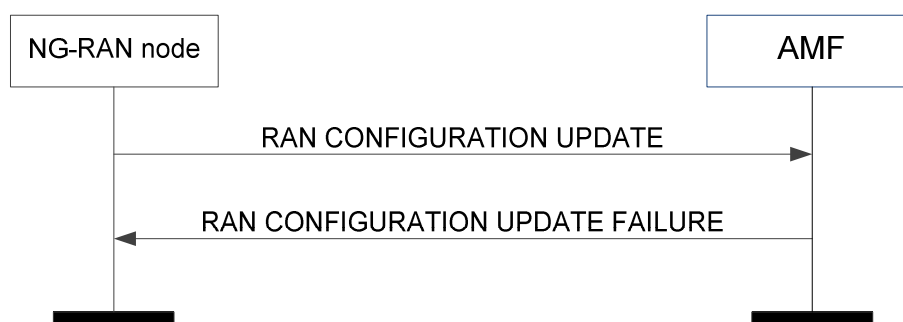 NG-RAN node
AMF
RAN CONFIGURATION UPDATE
RAN CONFIGURATION UPDATE FAILURE